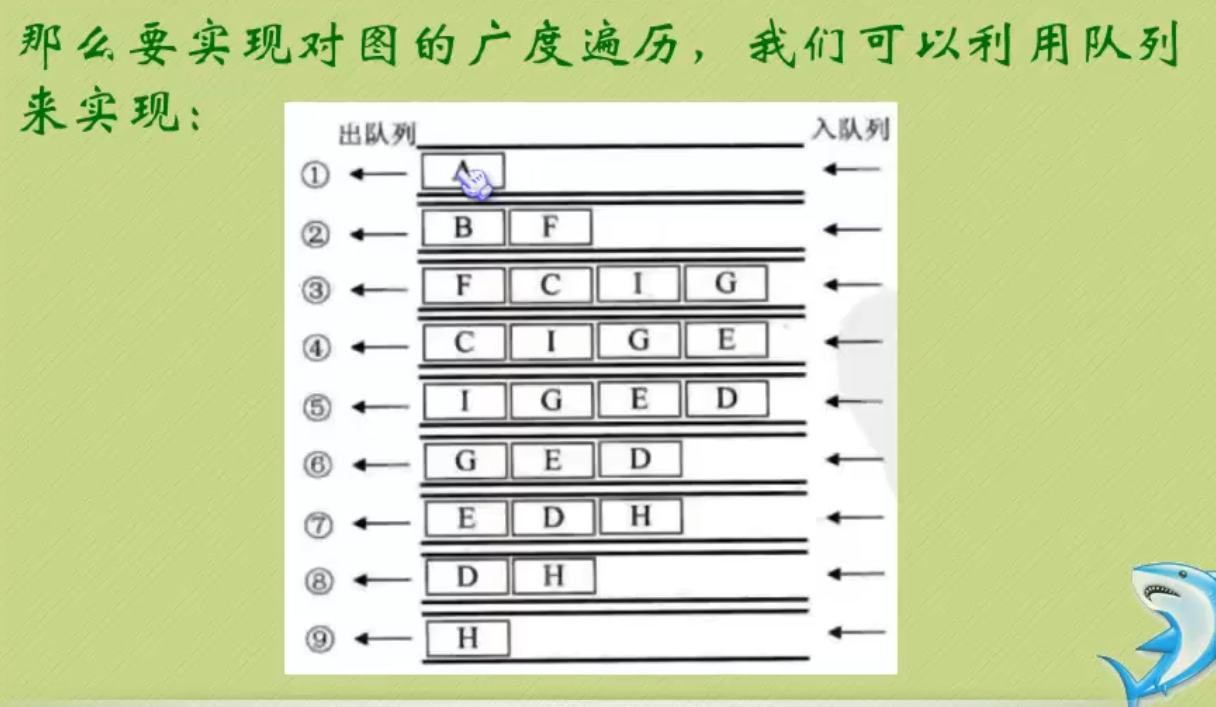 那么要实现对图的广度遍历，我们可以利用队列
来实现：
出队列 入队列
① A
② B F
③ F C I G
④ C I G E
⑤ I G E D
⑥ G E D
⑦ E D H
⑧ D H
⑨ H